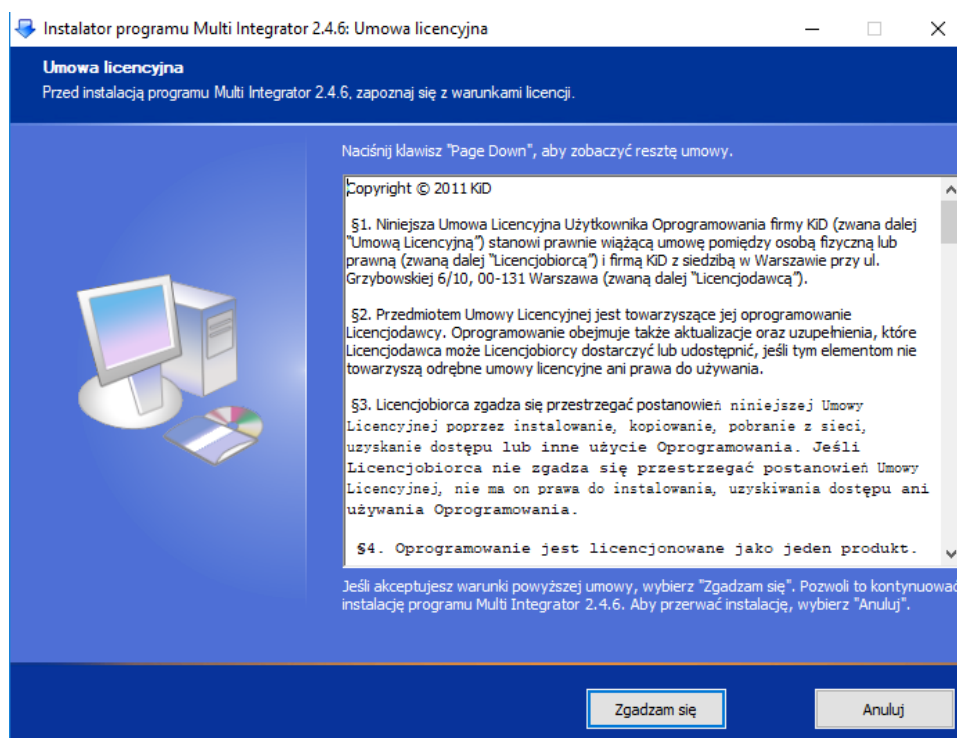 Instalator programu Multi Integrator 2.4.6: Umowa licencyjna
Umowa licencyjna
Przed instalacją programu Multi Integrator 2.4.6, zapoznaj się z warunkami licencji.
Naciśnij klawisz "Page Down", aby zobaczyć resztę umowy.
Copyright © 2011 KiD
§1. Niniejsza Umowa Licencyjna Użytkownika Oprogramowania firmy KiD (zwana dalej
"Umową Licencyjną") stanowi prawnie wiążącą umowę pomiędzy osobą fizyczną lub
prawną (zwaną dalej "Licencjobiorcą") i firmą KiD z siedzibą w Warszawie przy ul.
Grzybowskiej 6/10, 00-131 Warszawa (zwaną dalej "Licencjodawcą").
§2. Przedmiotem Umowy Licencyjnej jest towarzyszące jej oprogramowanie
Licencjodawcy. Oprogramowanie obejmuje także aktualizacje oraz uzupełnienia, które
Licencjodawca może Licencjobiorcy dostarczyć lub udostępnić, jeśli tym elementom nie
towarzyszą odrębne umowy licencyjne ani prawa do używania.
§3. Licencjobiorca zgadza się przestrzegać postanowień niniejszej Umowy
Licencyjnej poprzez instalowanie, kopiowanie, pobranie z sieci,
uzyskanie dostępu lub inne użycie Oprogramowania. Jeśli
Licencjobiorca nie zgadza się przestrzegać postanowień Umowy
Licencyjnej, nie ma on prawa do instalowania, uzyskiwania dostępu ani
używania Oprogramowania.
§4. Oprogramowanie jest licencjonowane jako jeden produkt.
Jeśli akceptujesz warunki powyższej umowy, wybierz "Zgadzam się". Pozwoli to kontynuować
instalację programu Multi Integrator 2.4.6. Aby przerwać instalację, wybierz "Anuluj".
Zgadzam się
Anuluj